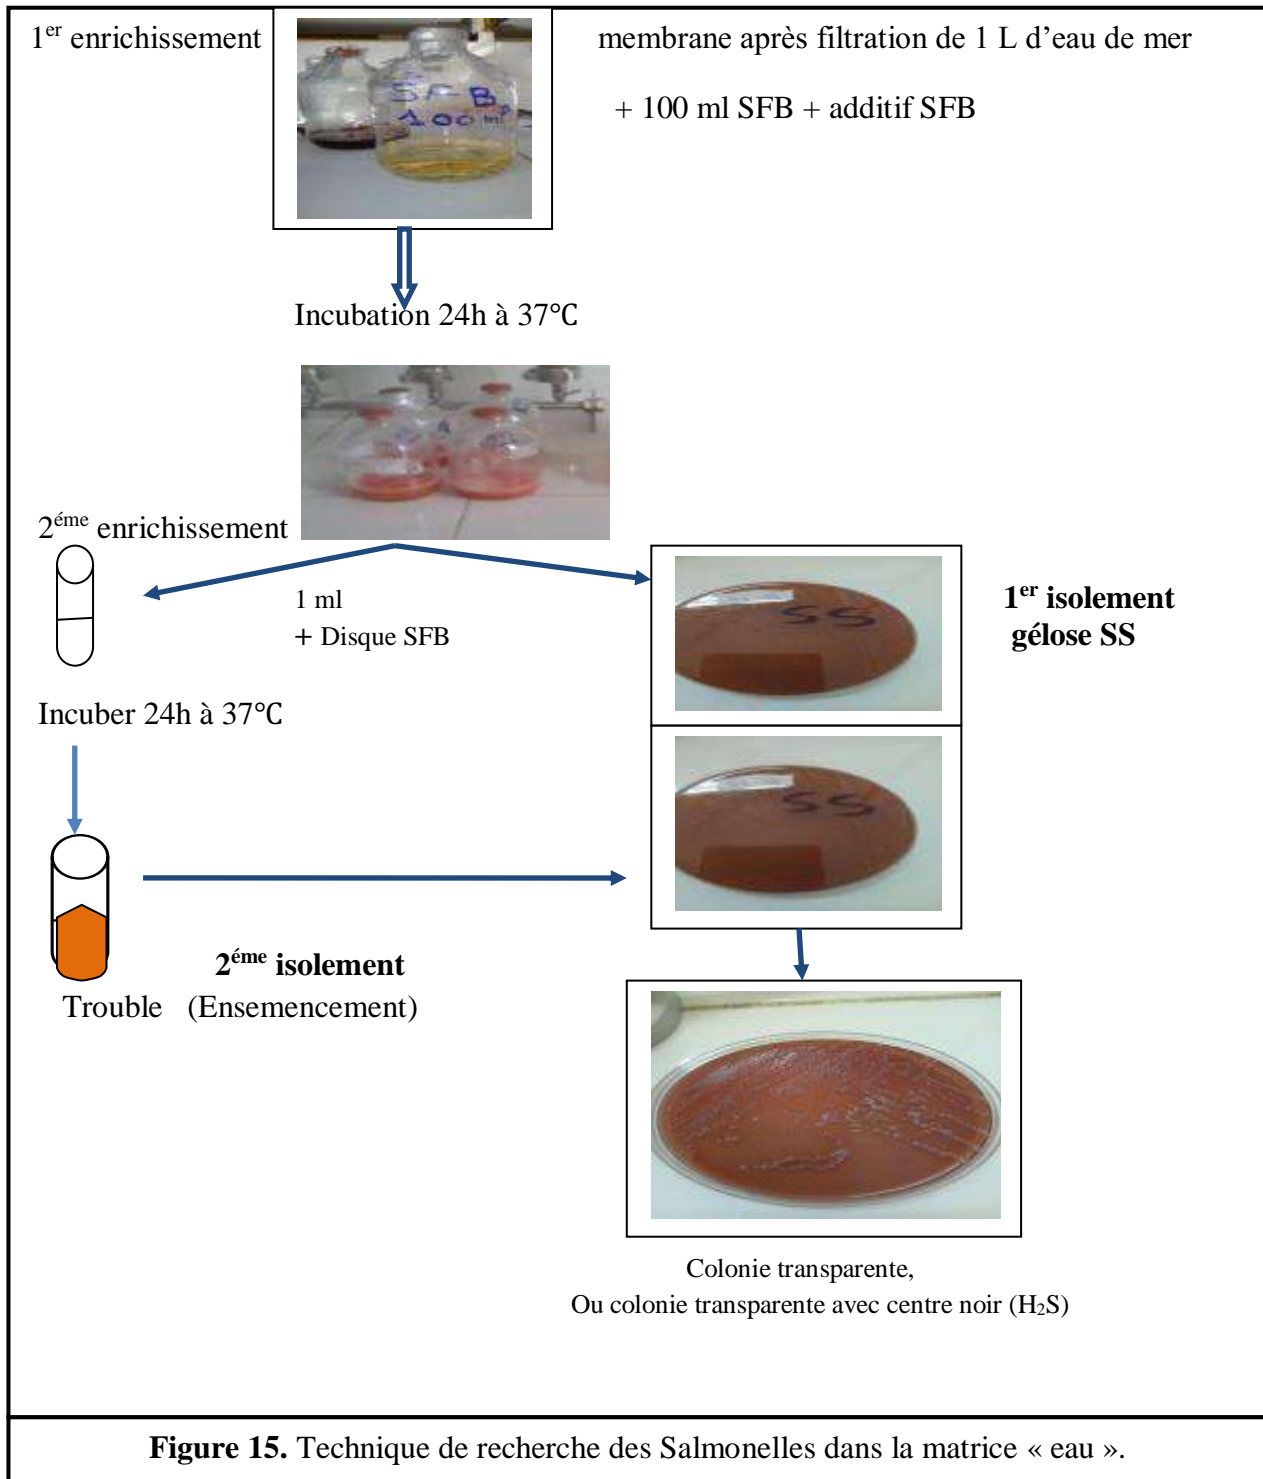 1er enrichissement
membrane après filtration de 1 L d'eau de mer
+ 100 ml SFB + additif SFB
SFB
100 ml
Incubation 24h à 37°C
2éme enrichissement
1 ml
+ Disque SFB
SS
1er isolement
gélose SS
Incuber 24h à 37°C
SS
2éme isolement
Trouble (Ensemencement)
Colonie transparente,
Ou colonie transparente avec centre noir (H₂S)
Figure 15. Technique de recherche des Salmonelles dans la matrice « eau ».